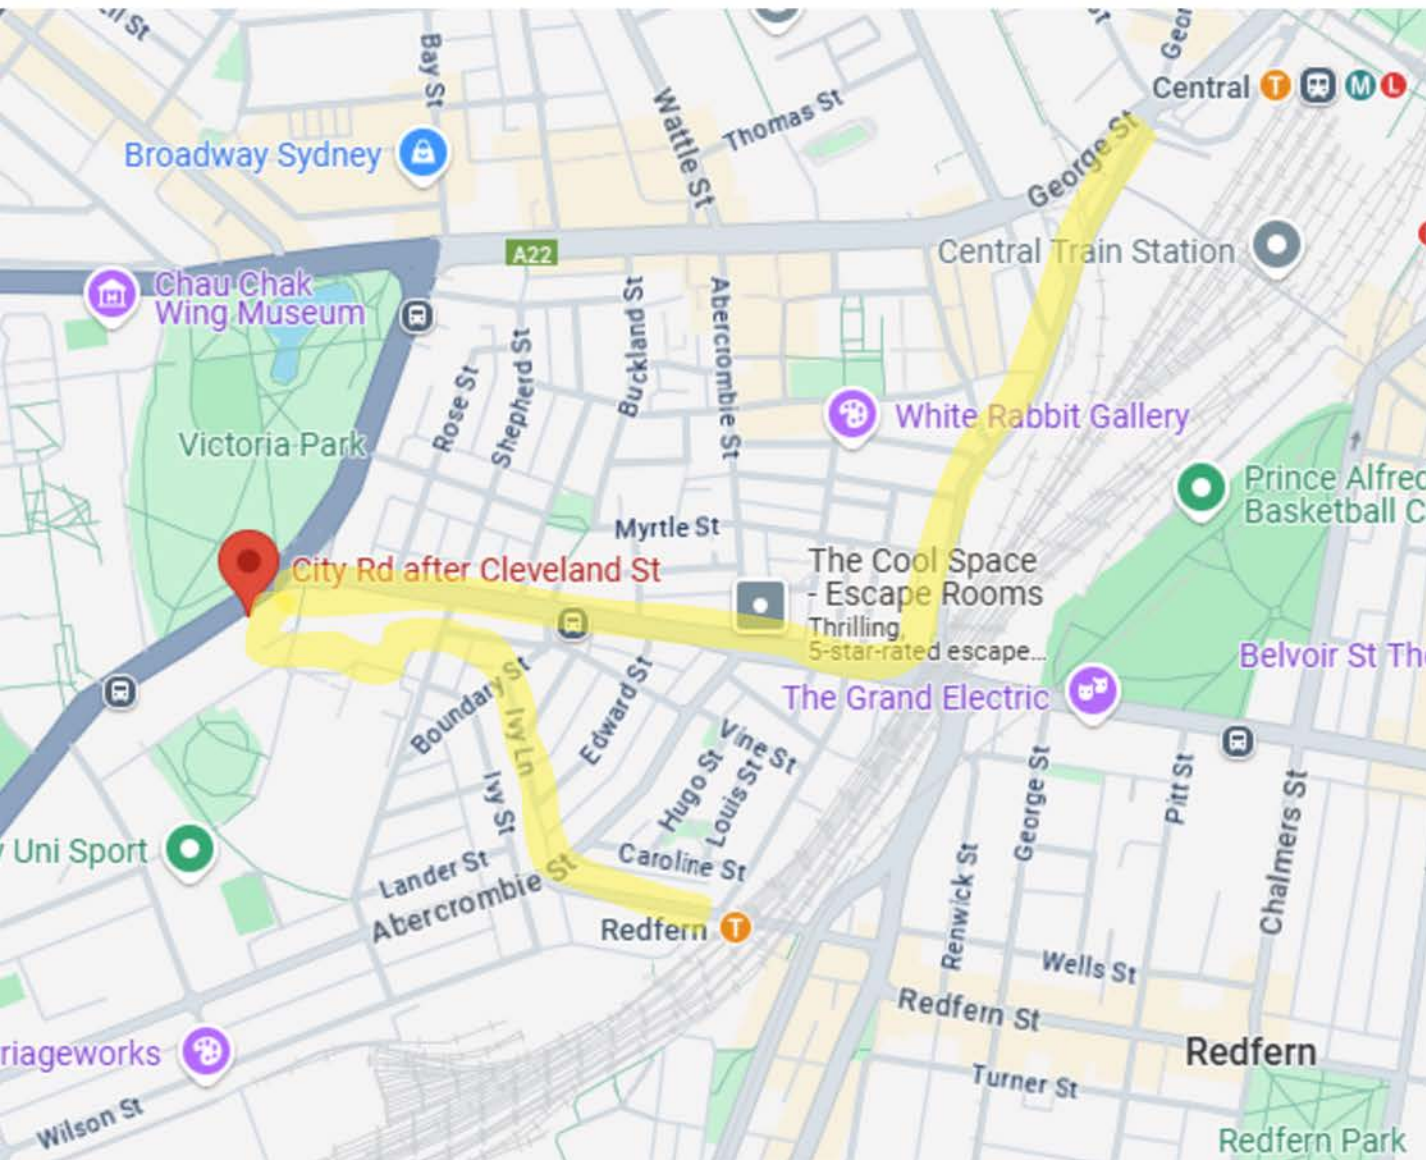 Bay St
Geor
Central T M L
Wattle St
Thomas St
George St
Broadway Sydney
A22
Central Train Station
Chau Chak
Wing Museum
Buckland St
Abercrombie St
Shepherd St
Rose St
White Rabbit Gallery
Victoria Park
Prince Alfred
Basketball C
Myrtle St
City Rd after Cleveland St
The Cool Space
- Escape Rooms
Thrilling,
5-star-rated escape...
Belvoir St Th
The Grand Electric
Boundary St
Ivy Ln
Edward St
Vine St
Hugo St
Louis St
Ivy St
George St
Pitt St
Chalmers St
y Uni Sport
Caroline St
Lander St
Abercrombie St
Renwick St
Redfern T
Wells St
Redfern St
riageworks
Redfern
Turner St
Wilson St
Redfern Park